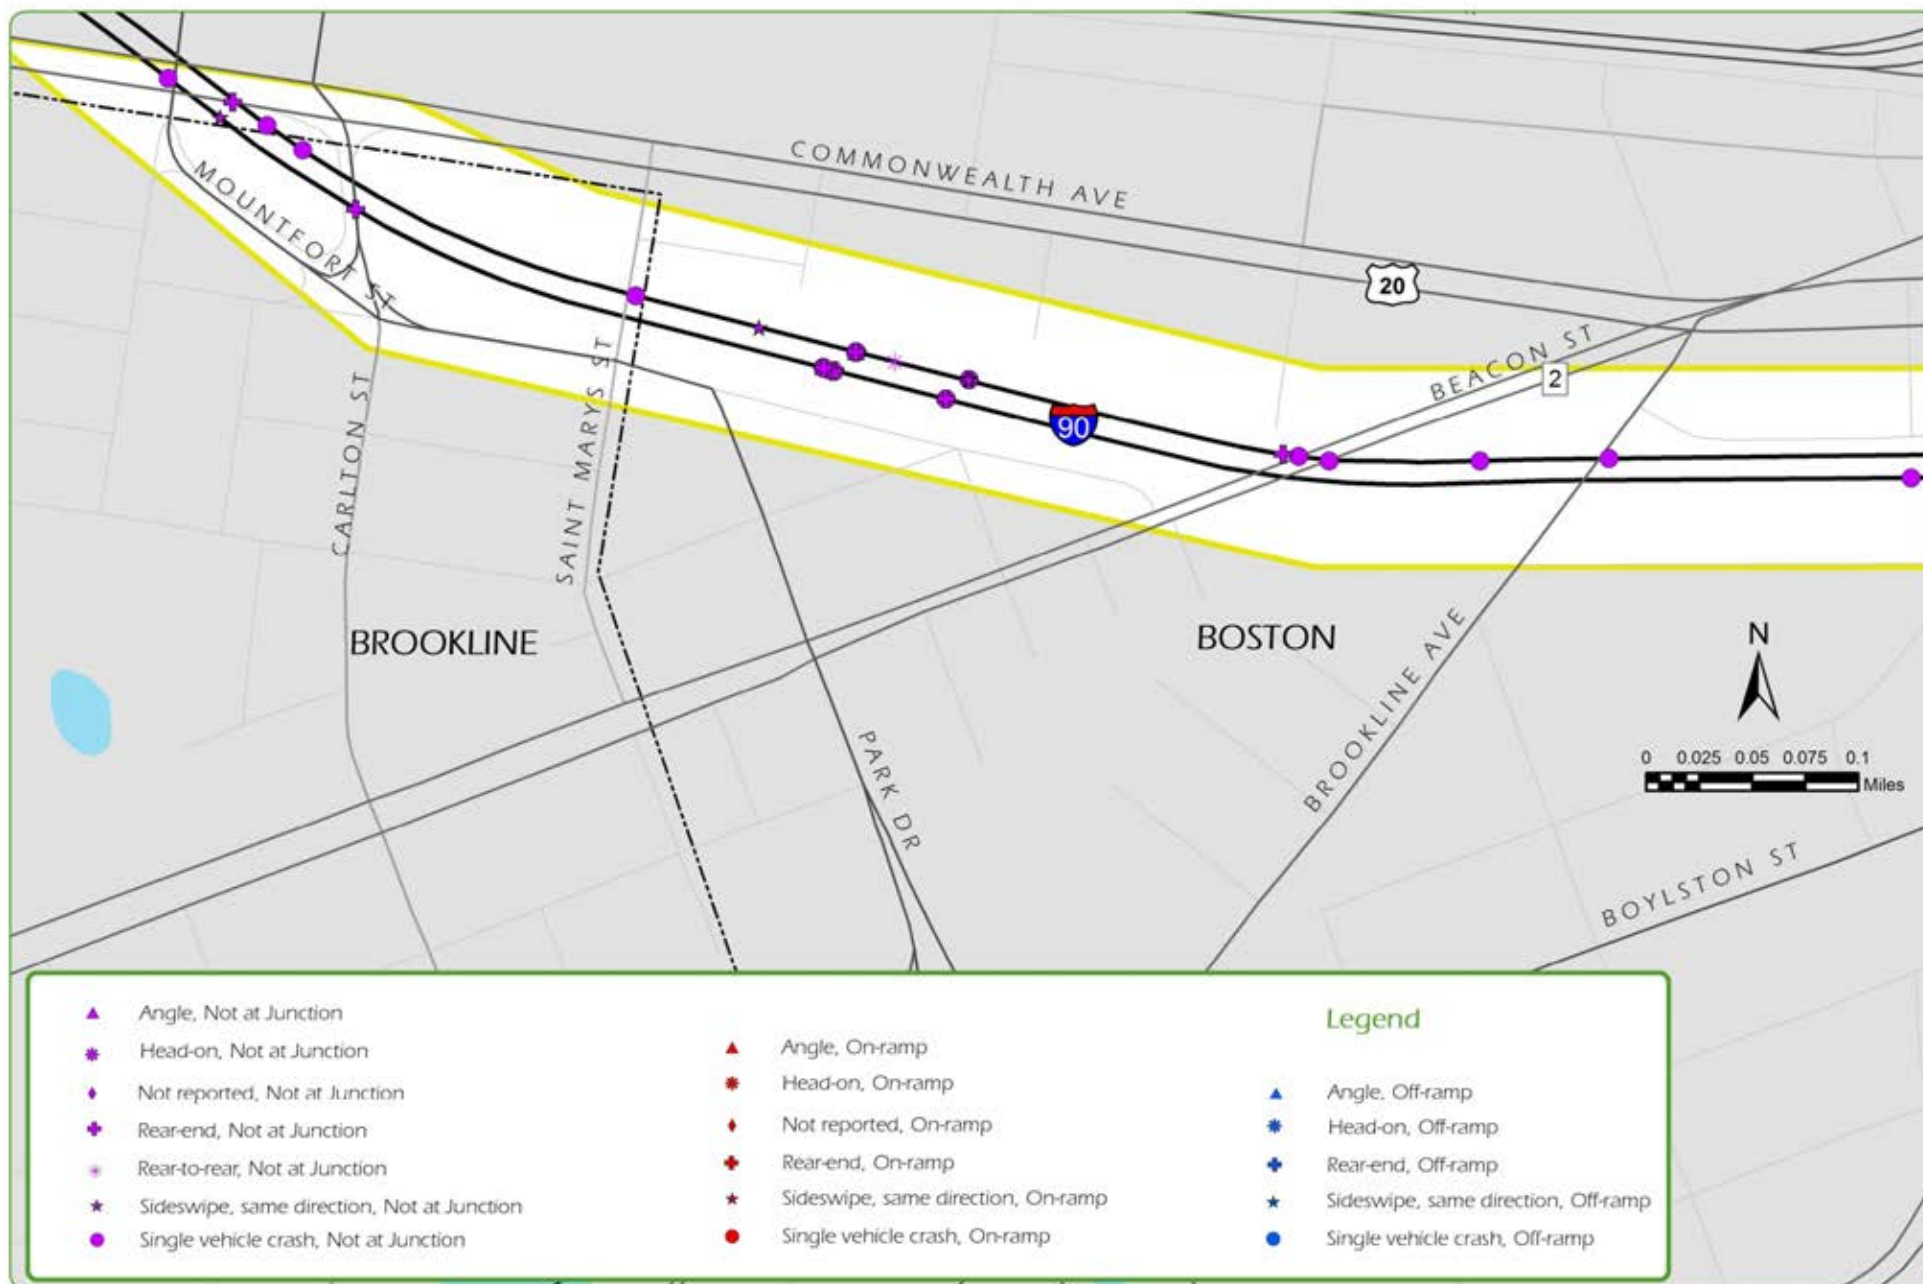 COMMONWEALTH AVE
MOUNTFORT ST
20
BEACON ST
2
90
CARLTON ST
SAINT MARYS ST
BROOKLINE
BOSTON
N
BROOKLINE AVE
PARK DR
0 0.025 0.05 0.075 0.1
Miles
BOYLSTON ST
Legend
Angle, Not at Junction
Head-on, Not at Junction
Not reported, Not at Junction
Rear-end, Not at Junction
Rear-to-rear, Not at Junction
Sideswipe, same direction, Not at Junction
Single vehicle crash, Not at Junction
Angle, On-ramp
Head-on, On-ramp
Not reported, On-ramp
Rear-end, On-ramp
Sideswipe, same direction, On-ramp
Single vehicle crash, On-ramp
Angle, Off-ramp
Head-on, Off-ramp
Rear-end, Off-ramp
Sideswipe, same direction, Off-ramp
Single vehicle crash, Off-ramp